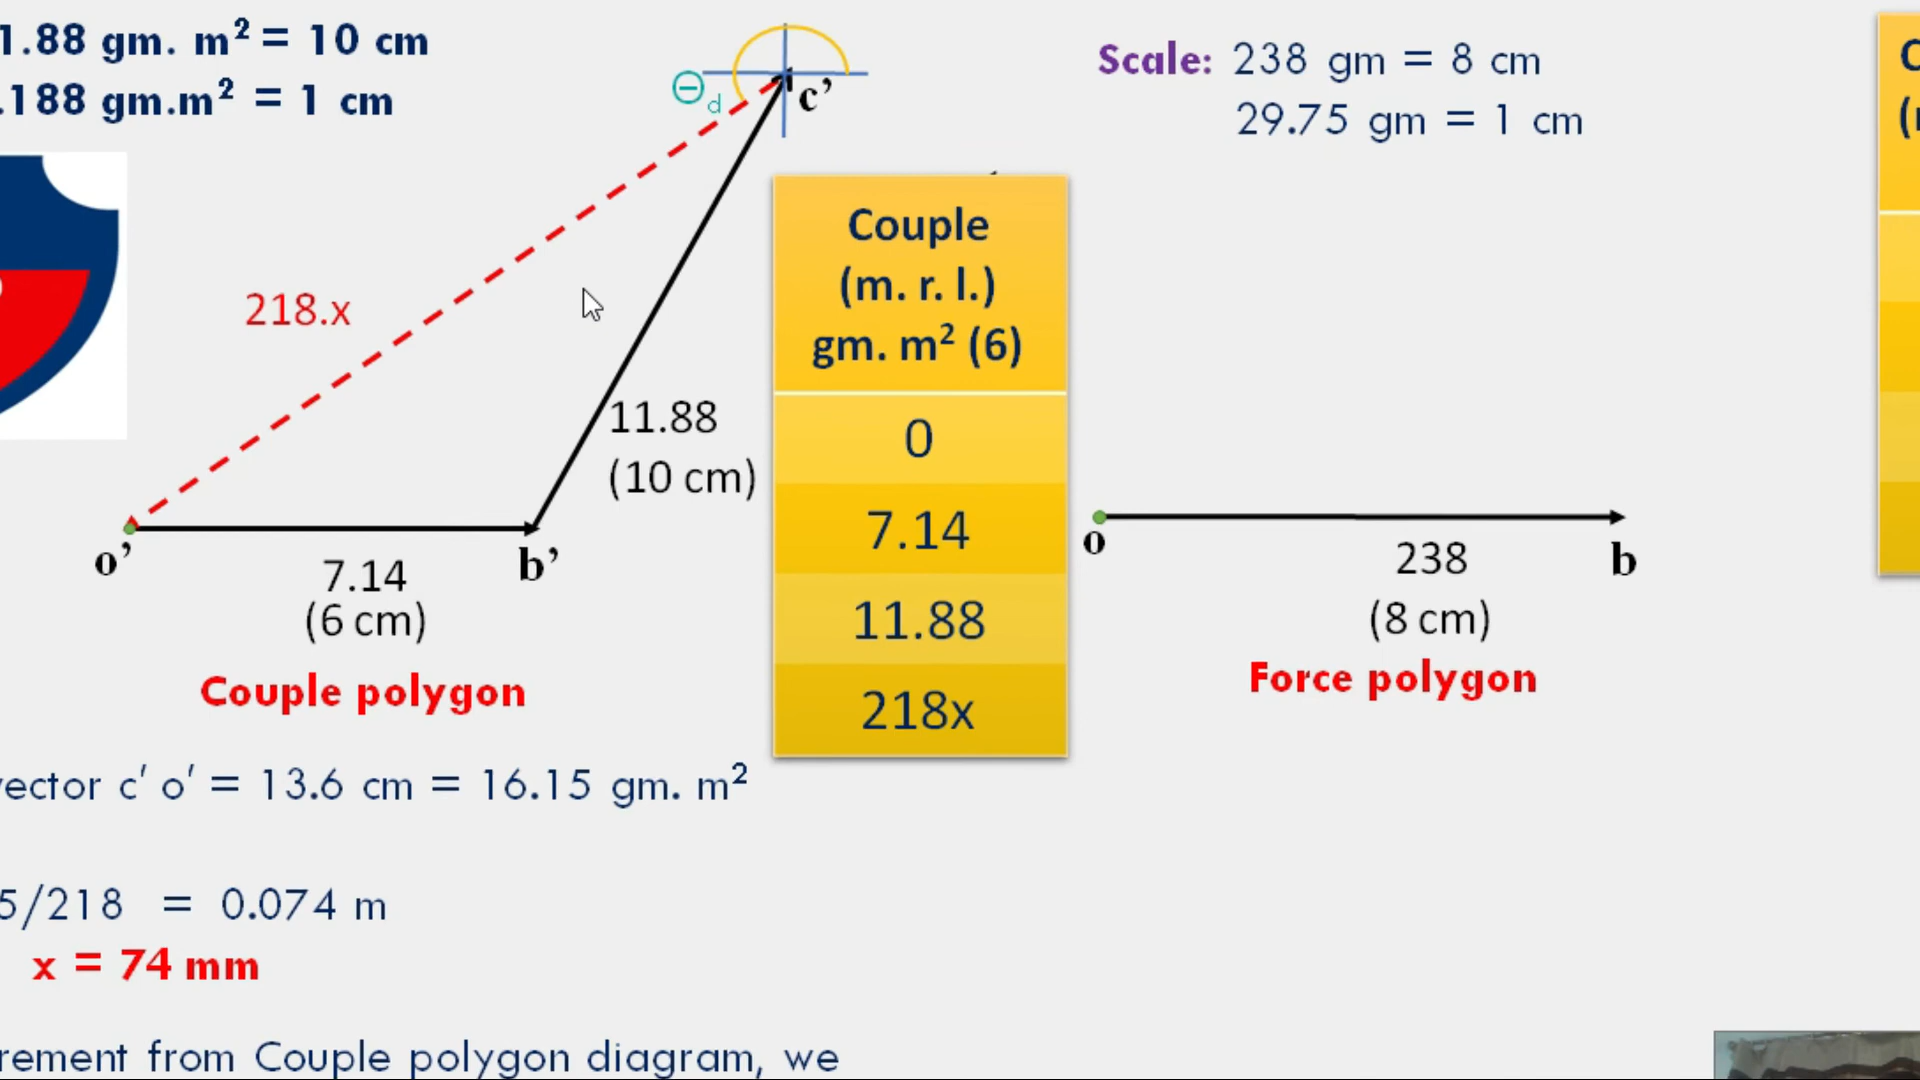 1.88 gm. m² = 10 cm
.188 gm.m² = 1 cm
Θd
c’
218.x
11.88
(10 cm)
o’
b’
7.14
(6 cm)
Couple polygon
Couple
(m. r. l.)
gm. m² (6)
0
7.14
11.88
218x
Scale: 238 gm = 8 cm
29.75 gm = 1 cm
o
b
238
(8 cm)
Force polygon
vector c′ o′ = 13.6 cm = 16.15 gm. m²
5/218 = 0.074 m
x = 74 mm
rement from Couple polygon diagram, we